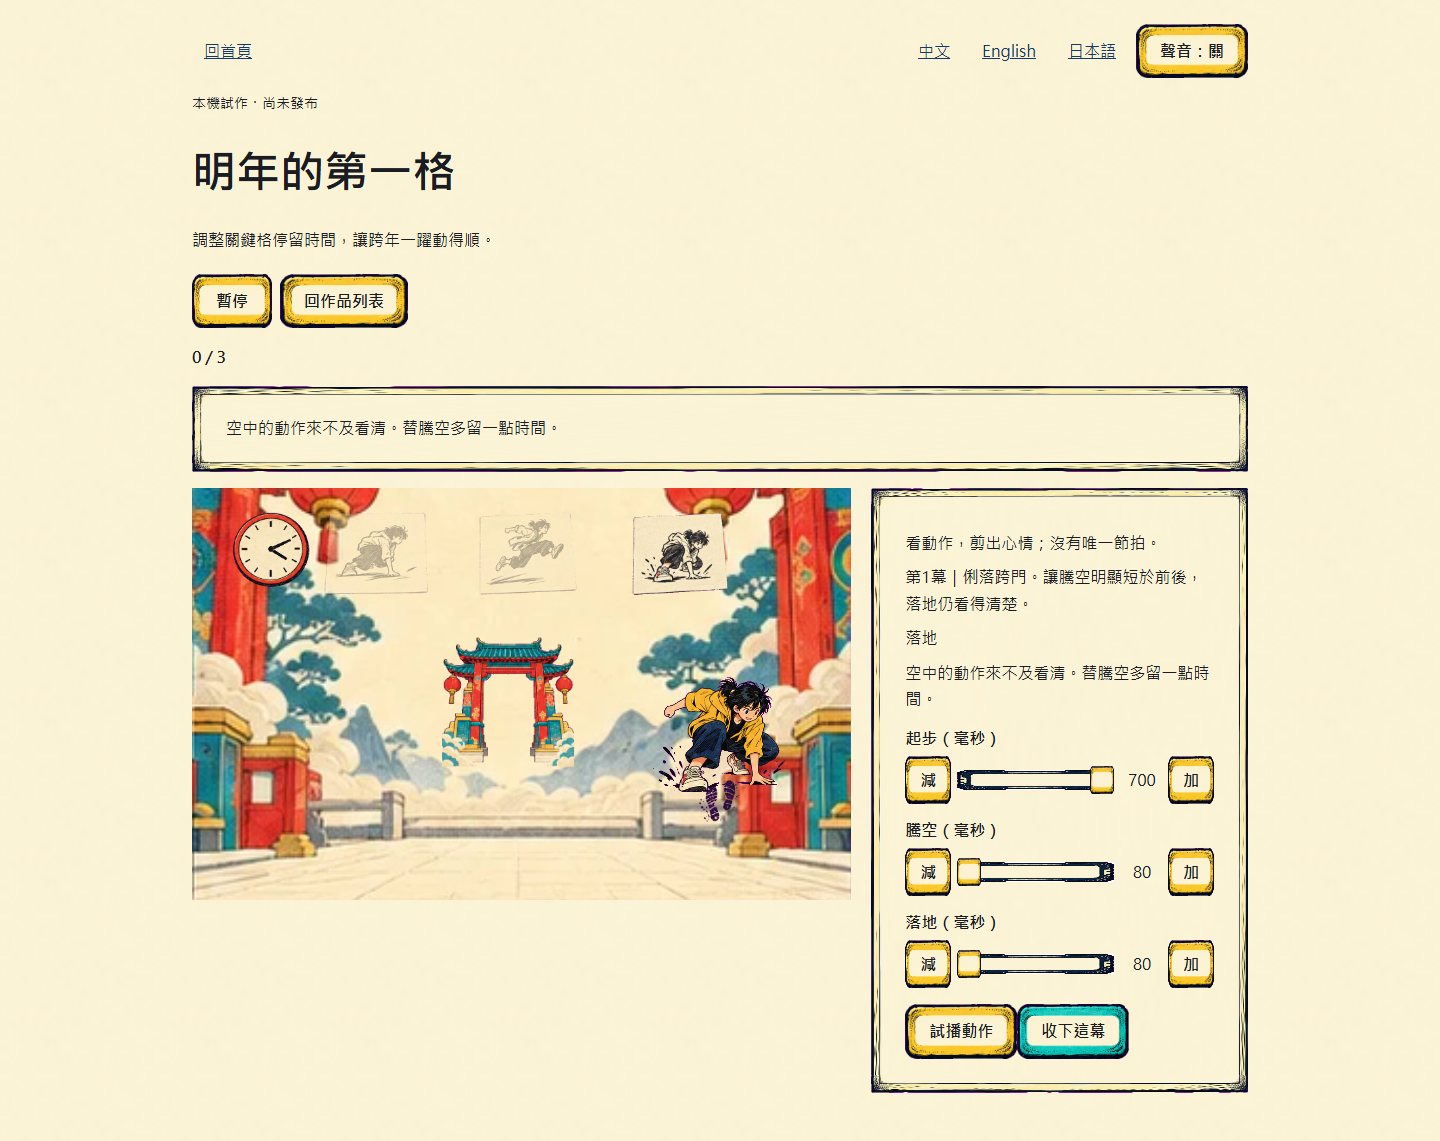 回首頁
中文
English
日本語
聲音：關
本機試作・尚未發布
明年的第一格
調整關鍵格停留時間，讓跨年一躍動得順。
暫停
回作品列表
0 / 3
空中的動作來不及看清。替騰空多留一點時間。
看動作，剪出心情；沒有唯一節拍。
第1幕｜俐落跨門。讓騰空明顯短於前後，
落地仍看得清楚。
落地
空中的動作來不及看清。替騰空多留一點時
間。
起步（毫秒）
減
700
加
騰空（毫秒）
減
80
加
落地（毫秒）
減
80
加
試播動作
收下這幕